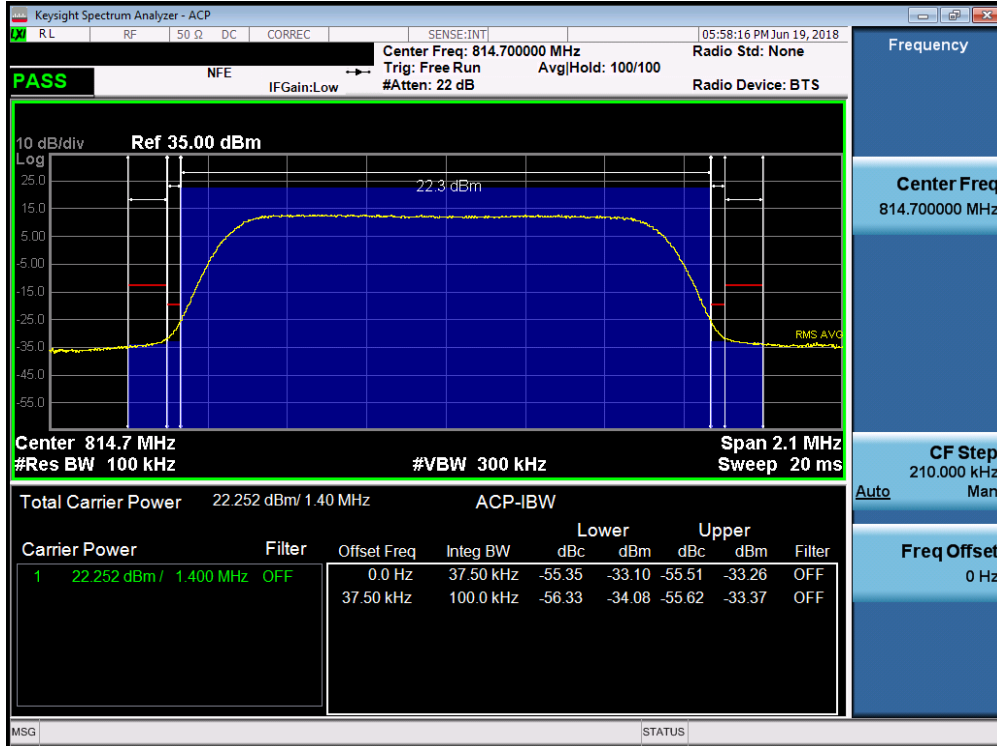 Keysight Spectrum Analyzer - ACP
LXI RL RF 50 Ω DC CORREC SENSE:INT 05:58:16 PM Jun 19, 2018
Center Freq: 814.700000 MHz Radio Std: None
Trig: Free Run Avg|Hold: 100/100
PASS NFE IFGain:Low #Atten: 22 dB Radio Device: BTS
10 dB/div Ref 35.00 dBm
Log
25.0
22.3 dBm
15.0
5.00
-5.00
-15.0
-25.0
RMS AVG
-35.0
-45.0
-55.0
Center 814.7 MHz Span 2.1 MHz
#Res BW 100 kHz #VBW 300 kHz Sweep 20 ms
Total Carrier Power 22.252 dBm/ 1.40 MHz ACP-IBW
Lower Upper
Carrier Power Filter Offset Freq Integ BW dBc dBm dBc dBm Filter
1 22.252 dBm / 1.400 MHz OFF 0.0 Hz 37.50 kHz -55.35 -33.10 -55.51 -33.26 OFF
37.50 kHz 100.0 kHz -56.33 -34.08 -55.62 -33.37 OFF
MSG STATUS
Frequency
Center Freq
814.700000 MHz
CF Step
210.000 kHz
Auto Man
Freq Offset
0 Hz